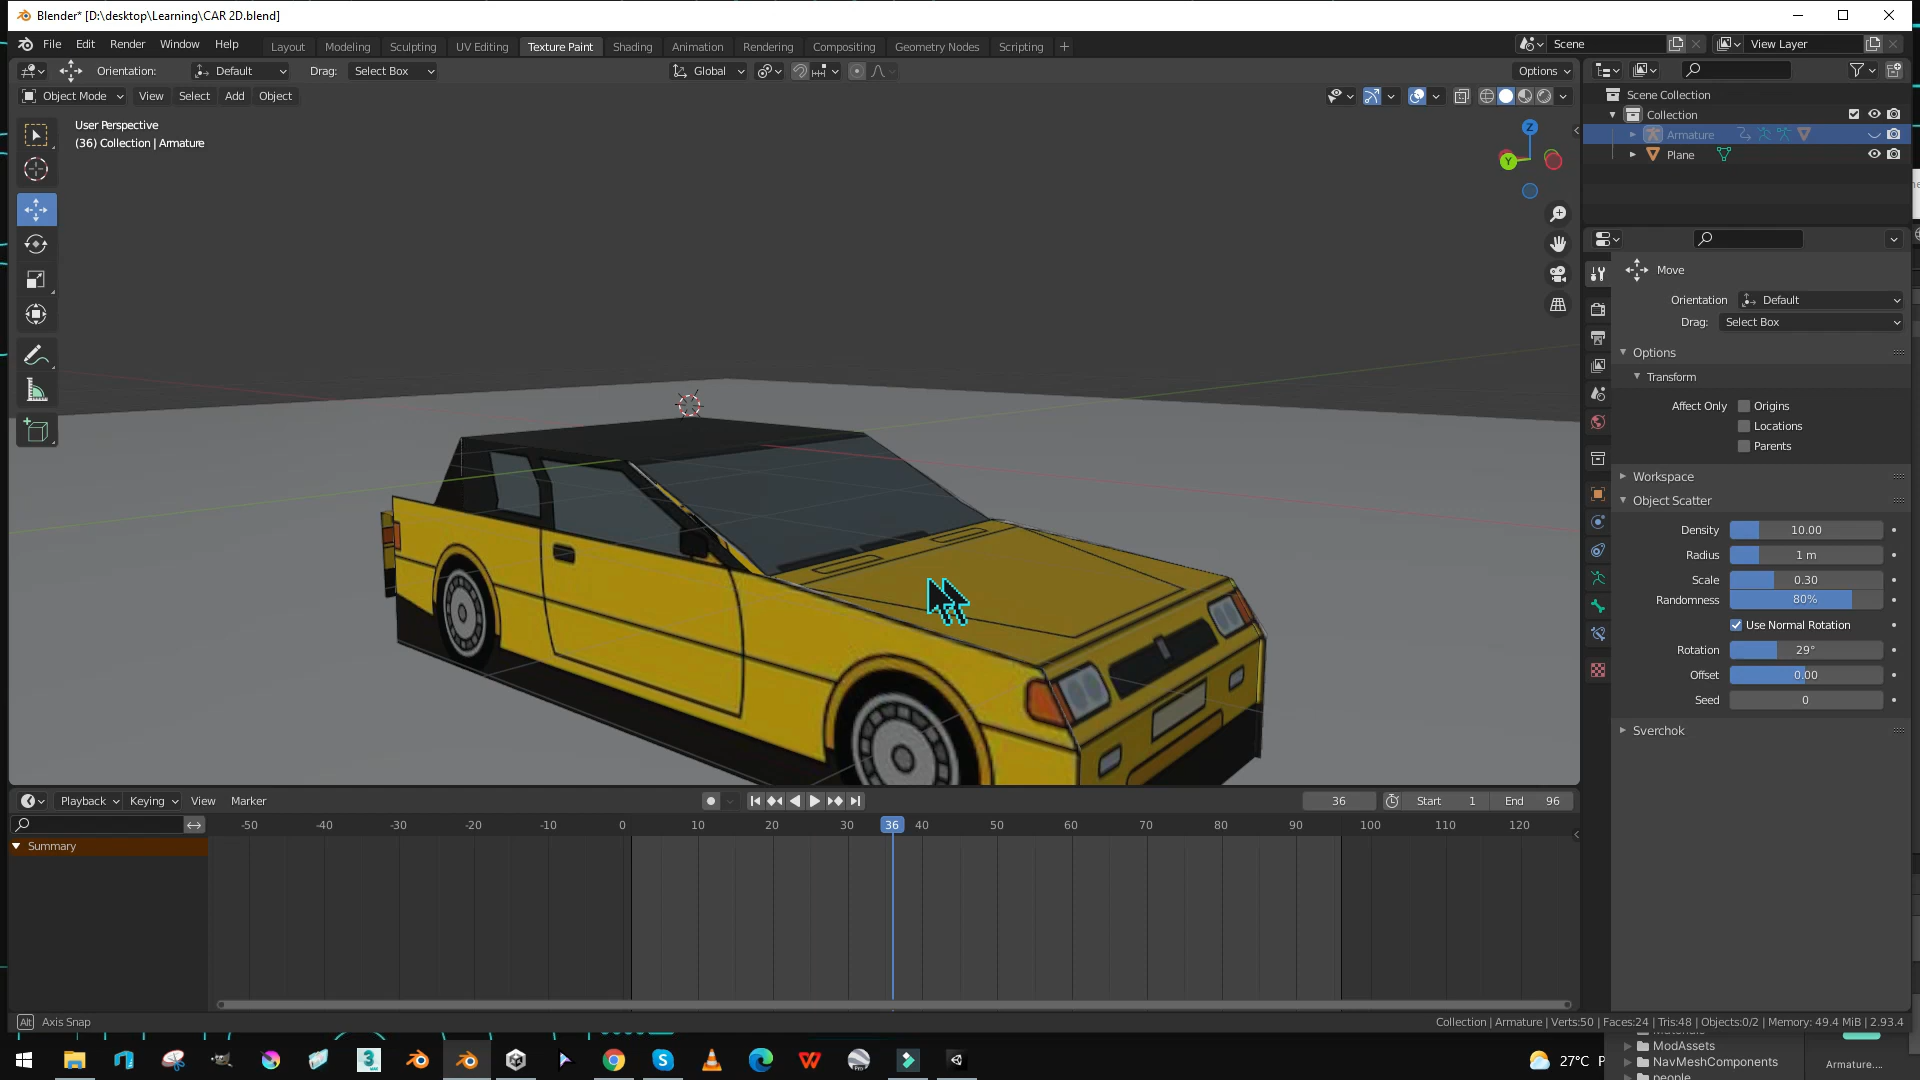 Blender* [D:\desktop\Learning\CAR 2D.blend]
File Edit Render Window Help Layout Modeling Sculpting UV Editing Texture Paint Shading Animation Rendering Compositing Geometry Nodes Scripting Scene View Layer
Orientation: Default Drag: Select Box Global Options
Object Mode View Select Add Object
User Perspective
(36) Collection | Armature
Z
Y
Scene Collection
Collection
Armature
Plane
Move
Orientation Default
Drag: Select Box
Options
Transform
Affect Only Origins
Locations
Parents
Workspace
Object Scatter
Density 10.00
Radius 1 m
Scale 0.30
Randomness 80%
Use Normal Rotation
Rotation 29°
Offset 0.00
Seed 0
Sverchok
Playback Keying View Marker 36 Start 1 End 96
-50 -40 -30 -20 -10 0 10 20 30 36 40 50 60 70 80 90 100 110 120
Summary
Alt Axis Snap
Collection | Armature | Verts:50 | Faces:24 | Tris:48 | Objects:0/2 | Memory: 49.4 MiB | 2.93.4
ModAssets
NavMeshComponents
people
Armature....
27°C